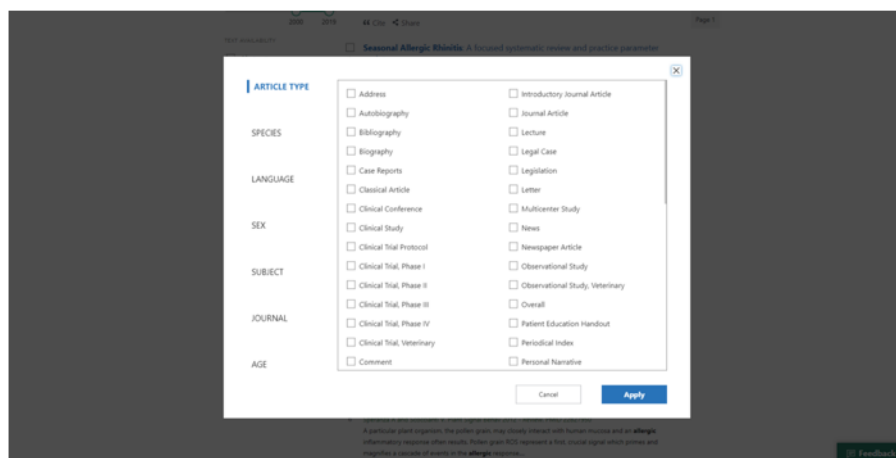 2006 2019
Cite Share
Page 1
TEXT AVAILABILITY
Seasonal Allergic Rhinitis: A focused systematic review and practice parameter
ARTICLE TYPE
SPECIES
LANGUAGE
SEX
SUBJECT
JOURNAL
AGE
Address
Autobiography
Bibliography
Biography
Case Reports
Classical Article
Clinical Conference
Clinical Study
Clinical Trial Protocol
Clinical Trial, Phase I
Clinical Trial, Phase II
Clinical Trial, Phase III
Clinical Trial, Phase IV
Clinical Trial, Veterinary
Comment
Introductory Journal Article
Journal Article
Lecture
Legal Case
Legislation
Letter
Multicenter Study
News
Newspaper Article
Observational Study
Observational Study, Veterinary
Overall
Patient Education Handout
Periodical Index
Personal Narrative
Cancel
Apply
A particular plant organism, the pollen grain, may closely interact with human mucosa and an allergic
inflammatory response often results. Pollen grain ROS represent a first, crucial signal which primes and
magnifies a cascade of events in the allergic response...
Feedback